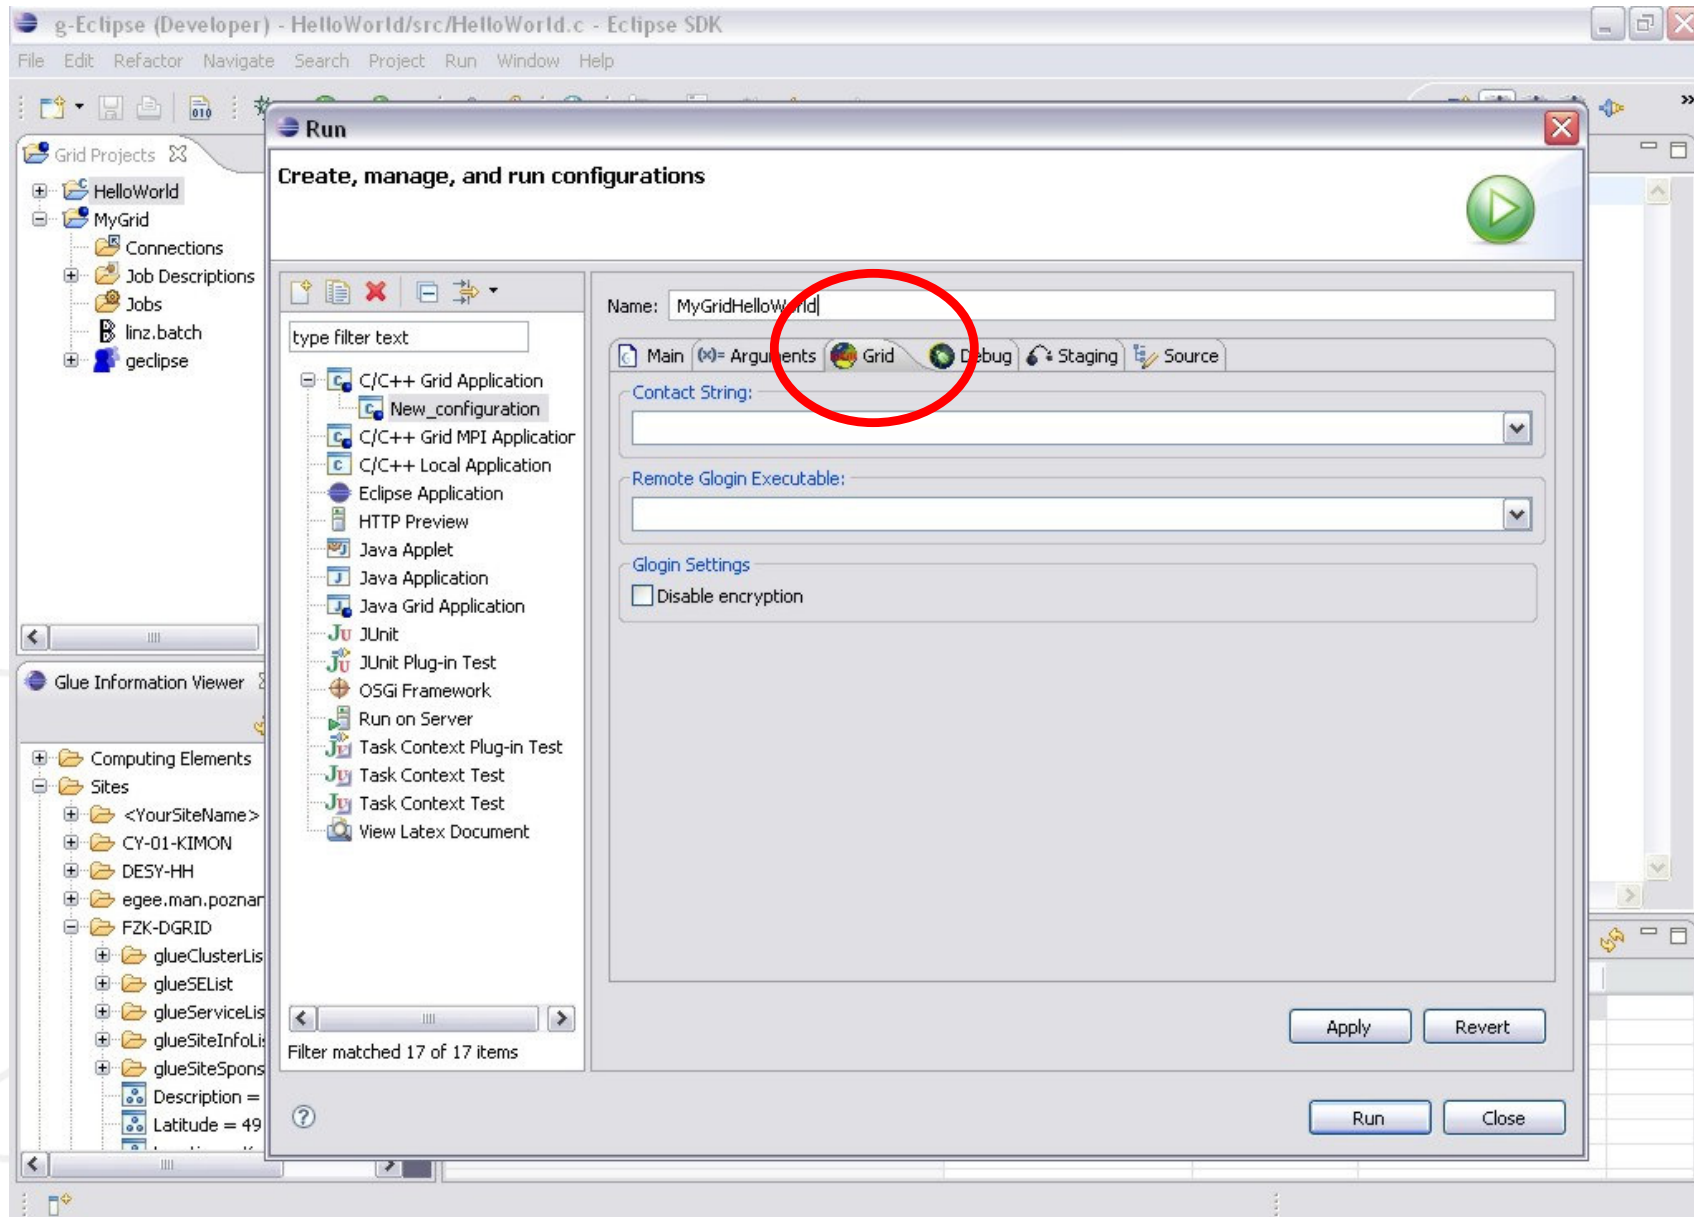 g-Eclipse (Developer) - HelloWorld/src/HelloWorld.c - Eclipse SDK
File Edit Refactor Navigate Search Project Run Window Help
Grid Projects
HelloWorld
MyGrid
Connections
Job Descriptions
Jobs
linz.batch
geclipse
Glue Information Viewer
Computing Elements
Sites
<YourSiteName>
CY-01-KIMON
DESY-HH
egee.man.poznar
FZK-DGRID
glueClusterLis
glueSEList
glueServiceLis
glueSiteInfoLis
glueSiteSpons
Description =
Latitude = 49
Run
Create, manage, and run configurations
type filter text
C/C++ Grid Application
New_configuration
C/C++ Grid MPI Application
C/C++ Local Application
Eclipse Application
HTTP Preview
Java Applet
Java Application
Java Grid Application
JUnit
JUnit Plug-in Test
OSGi Framework
Run on Server
Task Context Plug-in Test
Task Context Test
Task Context Test
View Latex Document
Filter matched 17 of 17 items
Name: MyGridHelloWorld
Main (x)= Arguments Grid Debug Staging Source
Contact String:
Remote Glogin Executable:
Glogin Settings
Disable encryption
Apply Revert
Run Close